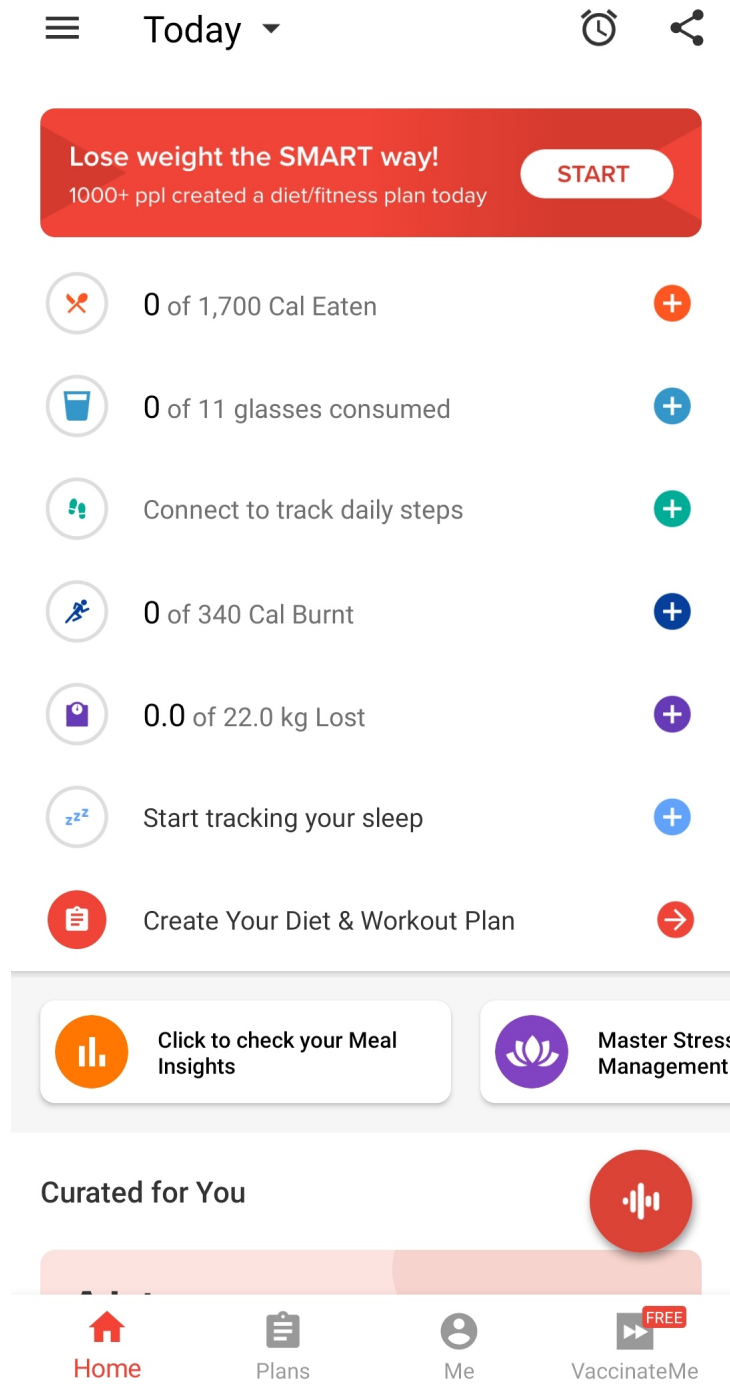 Today
Lose weight the SMART way!
1000+ ppl created a diet/fitness plan today
START
0 of 1,700 Cal Eaten
0 of 11 glasses consumed
Connect to track daily steps
0 of 340 Cal Burnt
0.0 of 22.0 kg Lost
zzz
Start tracking your sleep
Create Your Diet & Workout Plan
Click to check your Meal
Insights
Master Stress
Management
Curated for You
FREE
Home
Plans
Me
VaccinateMe